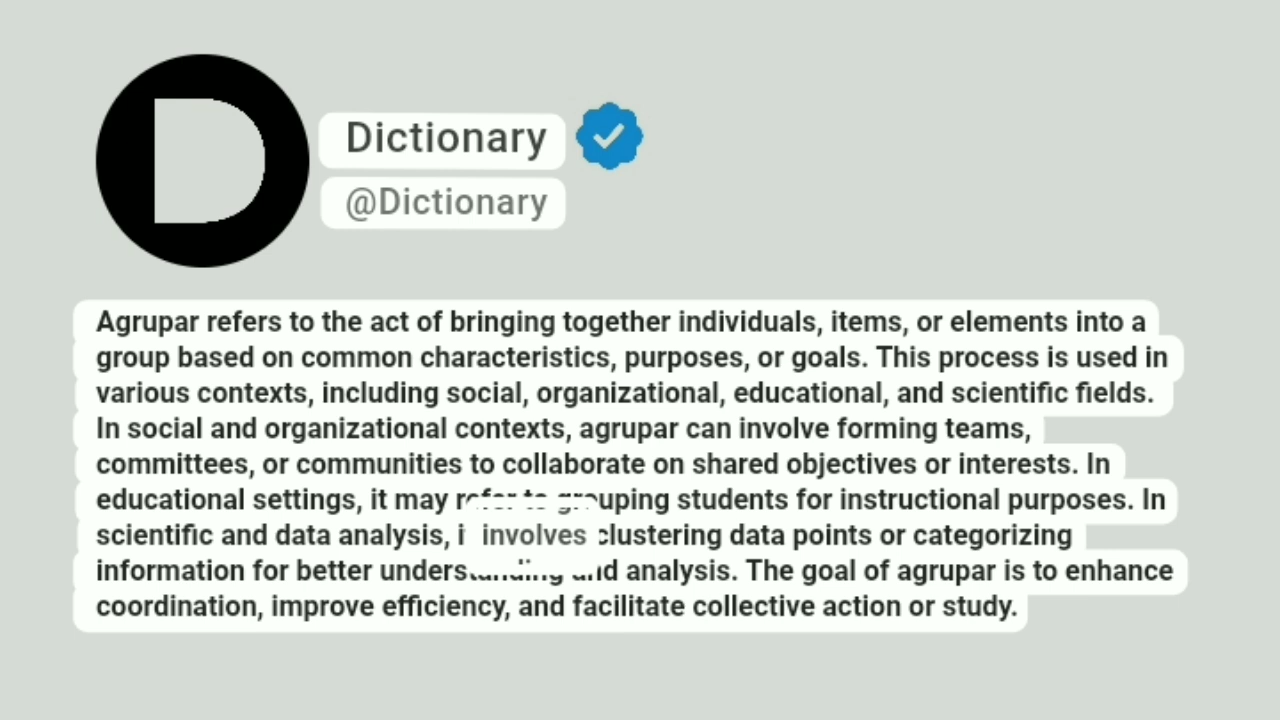 Dictionary
@Dictionary
Agrupar refers to the act of bringing together individuals, items, or elements into a
group based on common characteristics, purposes, or goals. This process is used in
various contexts, including social, organizational, educational, and scientific fields.
In social and organizational contexts, agrupar can involve forming teams,
committees, or communities to collaborate on shared objectives or interests. In
educational settings, it may refer to grouping students for instructional purposes. In
scientific and data analysis, it involves clustering data points or categorizing
information for better understanding and analysis. The goal of agrupar is to enhance
coordination, improve efficiency, and facilitate collective action or study.